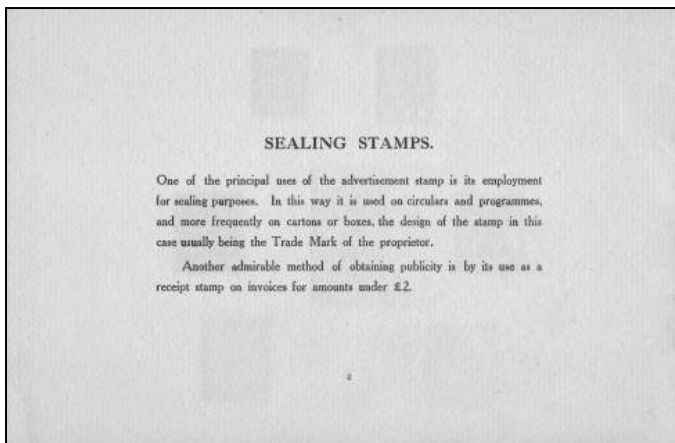 SEALING STAMPS.
One of the principal uses of the advertisement stamp is its employment
for sealing purposes. In this way it is used on circulars and programmes,
and more frequently on cartons or boxes, the design of the stamp in this
case usually being the Trade Mark of the proprietor.
Another admirable method of obtaining publicity is by its use as a
receipt stamp on invoices for amounts under £2.
2